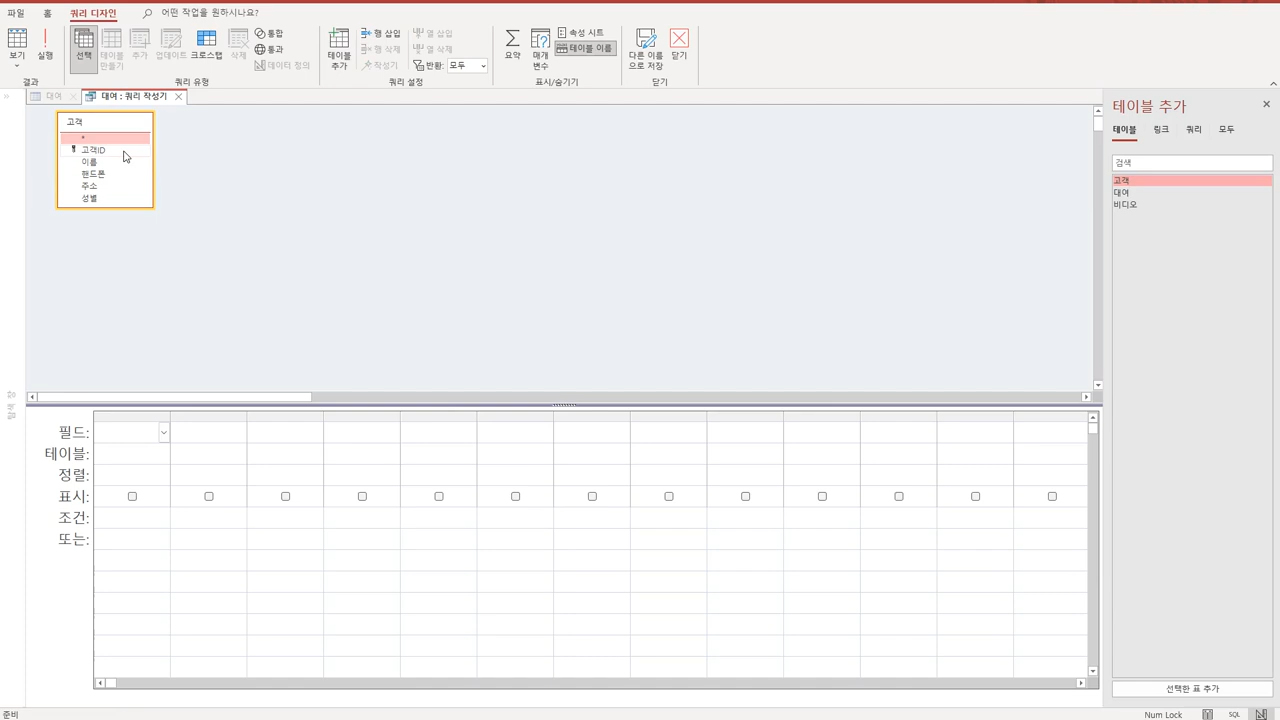 파일 홈 쿼리 디자인 어떤 작업을 원하시나요?
보기 실행 선택 테이블 만들기 추가 업데이트 크로스탭 삭제 통합 통과 데이터 정의
테이블 추가 행 삽입 행 삭제 작성기 열 삽입 열 삭제 반환: 모두
요약 매개 변수 속성 시트 테이블 이름 다른 이름 으로 저장 닫기
결과 쿼리 유형 쿼리 설정 표시/숨기기 닫기
대여 대여 : 쿼리 작성기
고객
*
고객ID
이름
핸드폰
주소
성별
탐색 창
필드:
테이블:
정렬:
표시:
조건:
또는:
테이블 추가
테이블 링크 쿼리 모두
검색
고객
대여
비디오
선택한 표 추가
준비 Num Lock SQL